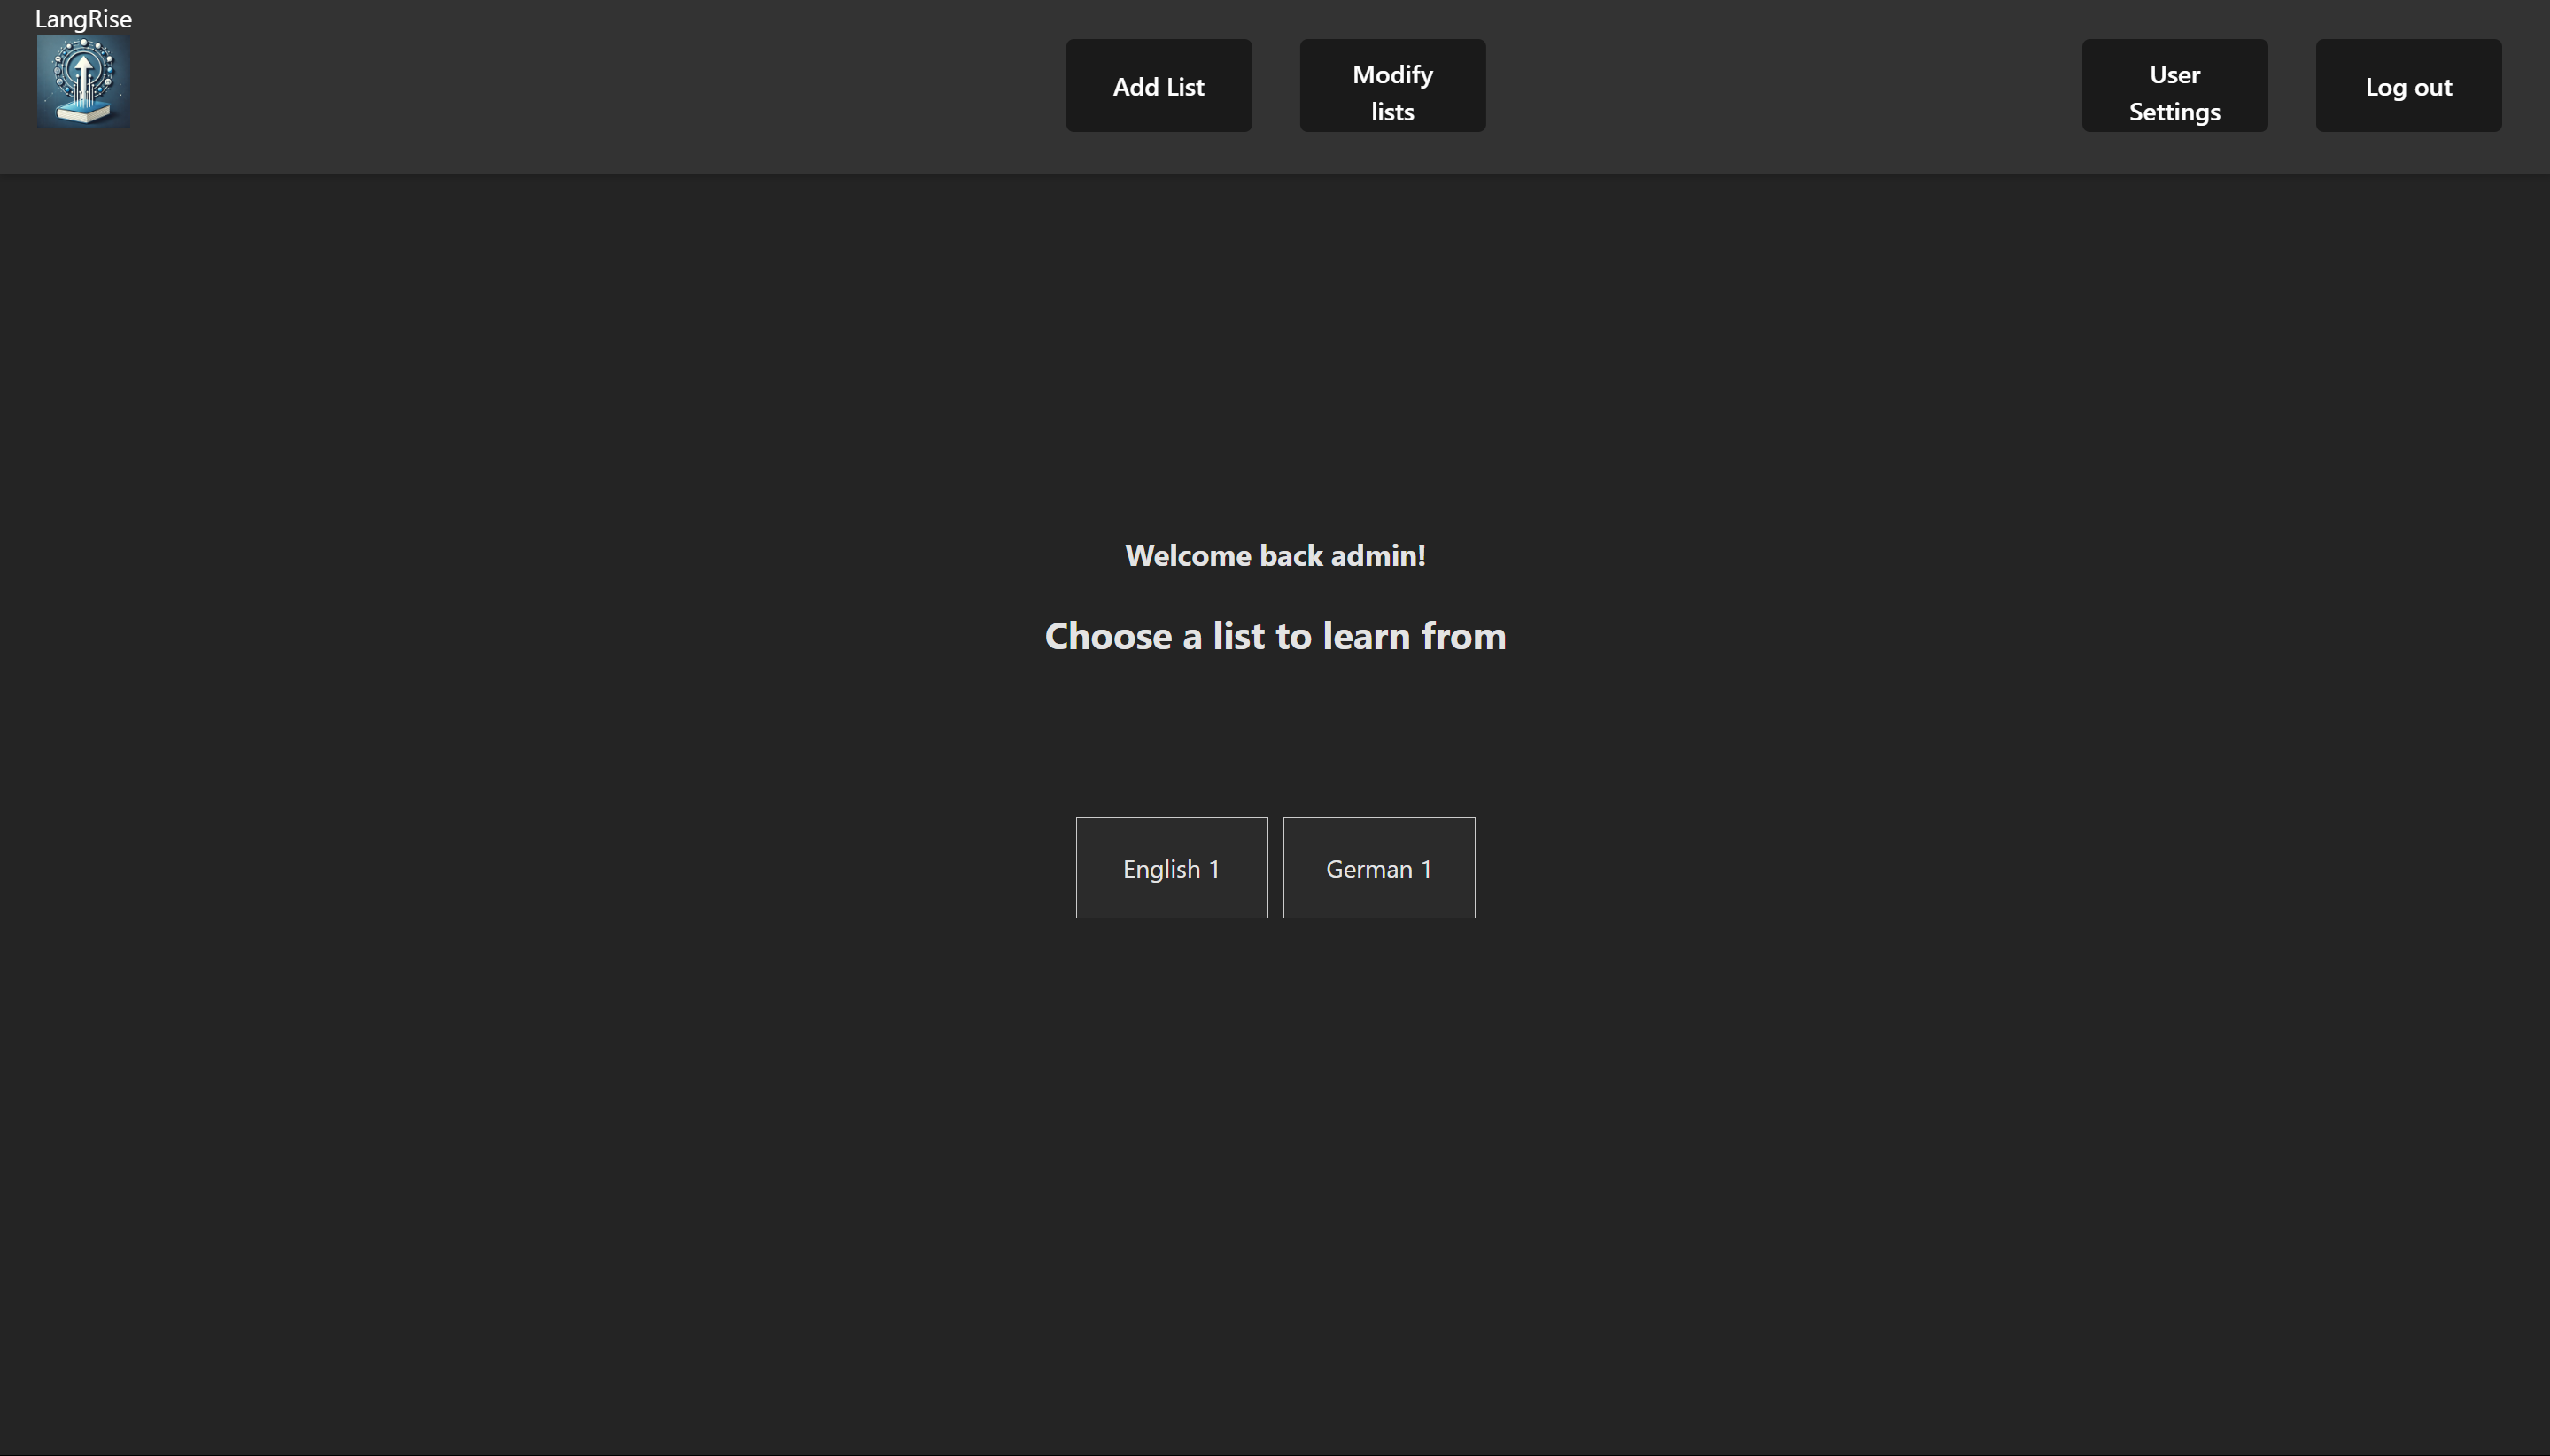 LangRise
Add List
Modify
lists
User
Settings
Log out
Welcome back admin!
Choose a list to learn from
English 1
German 1